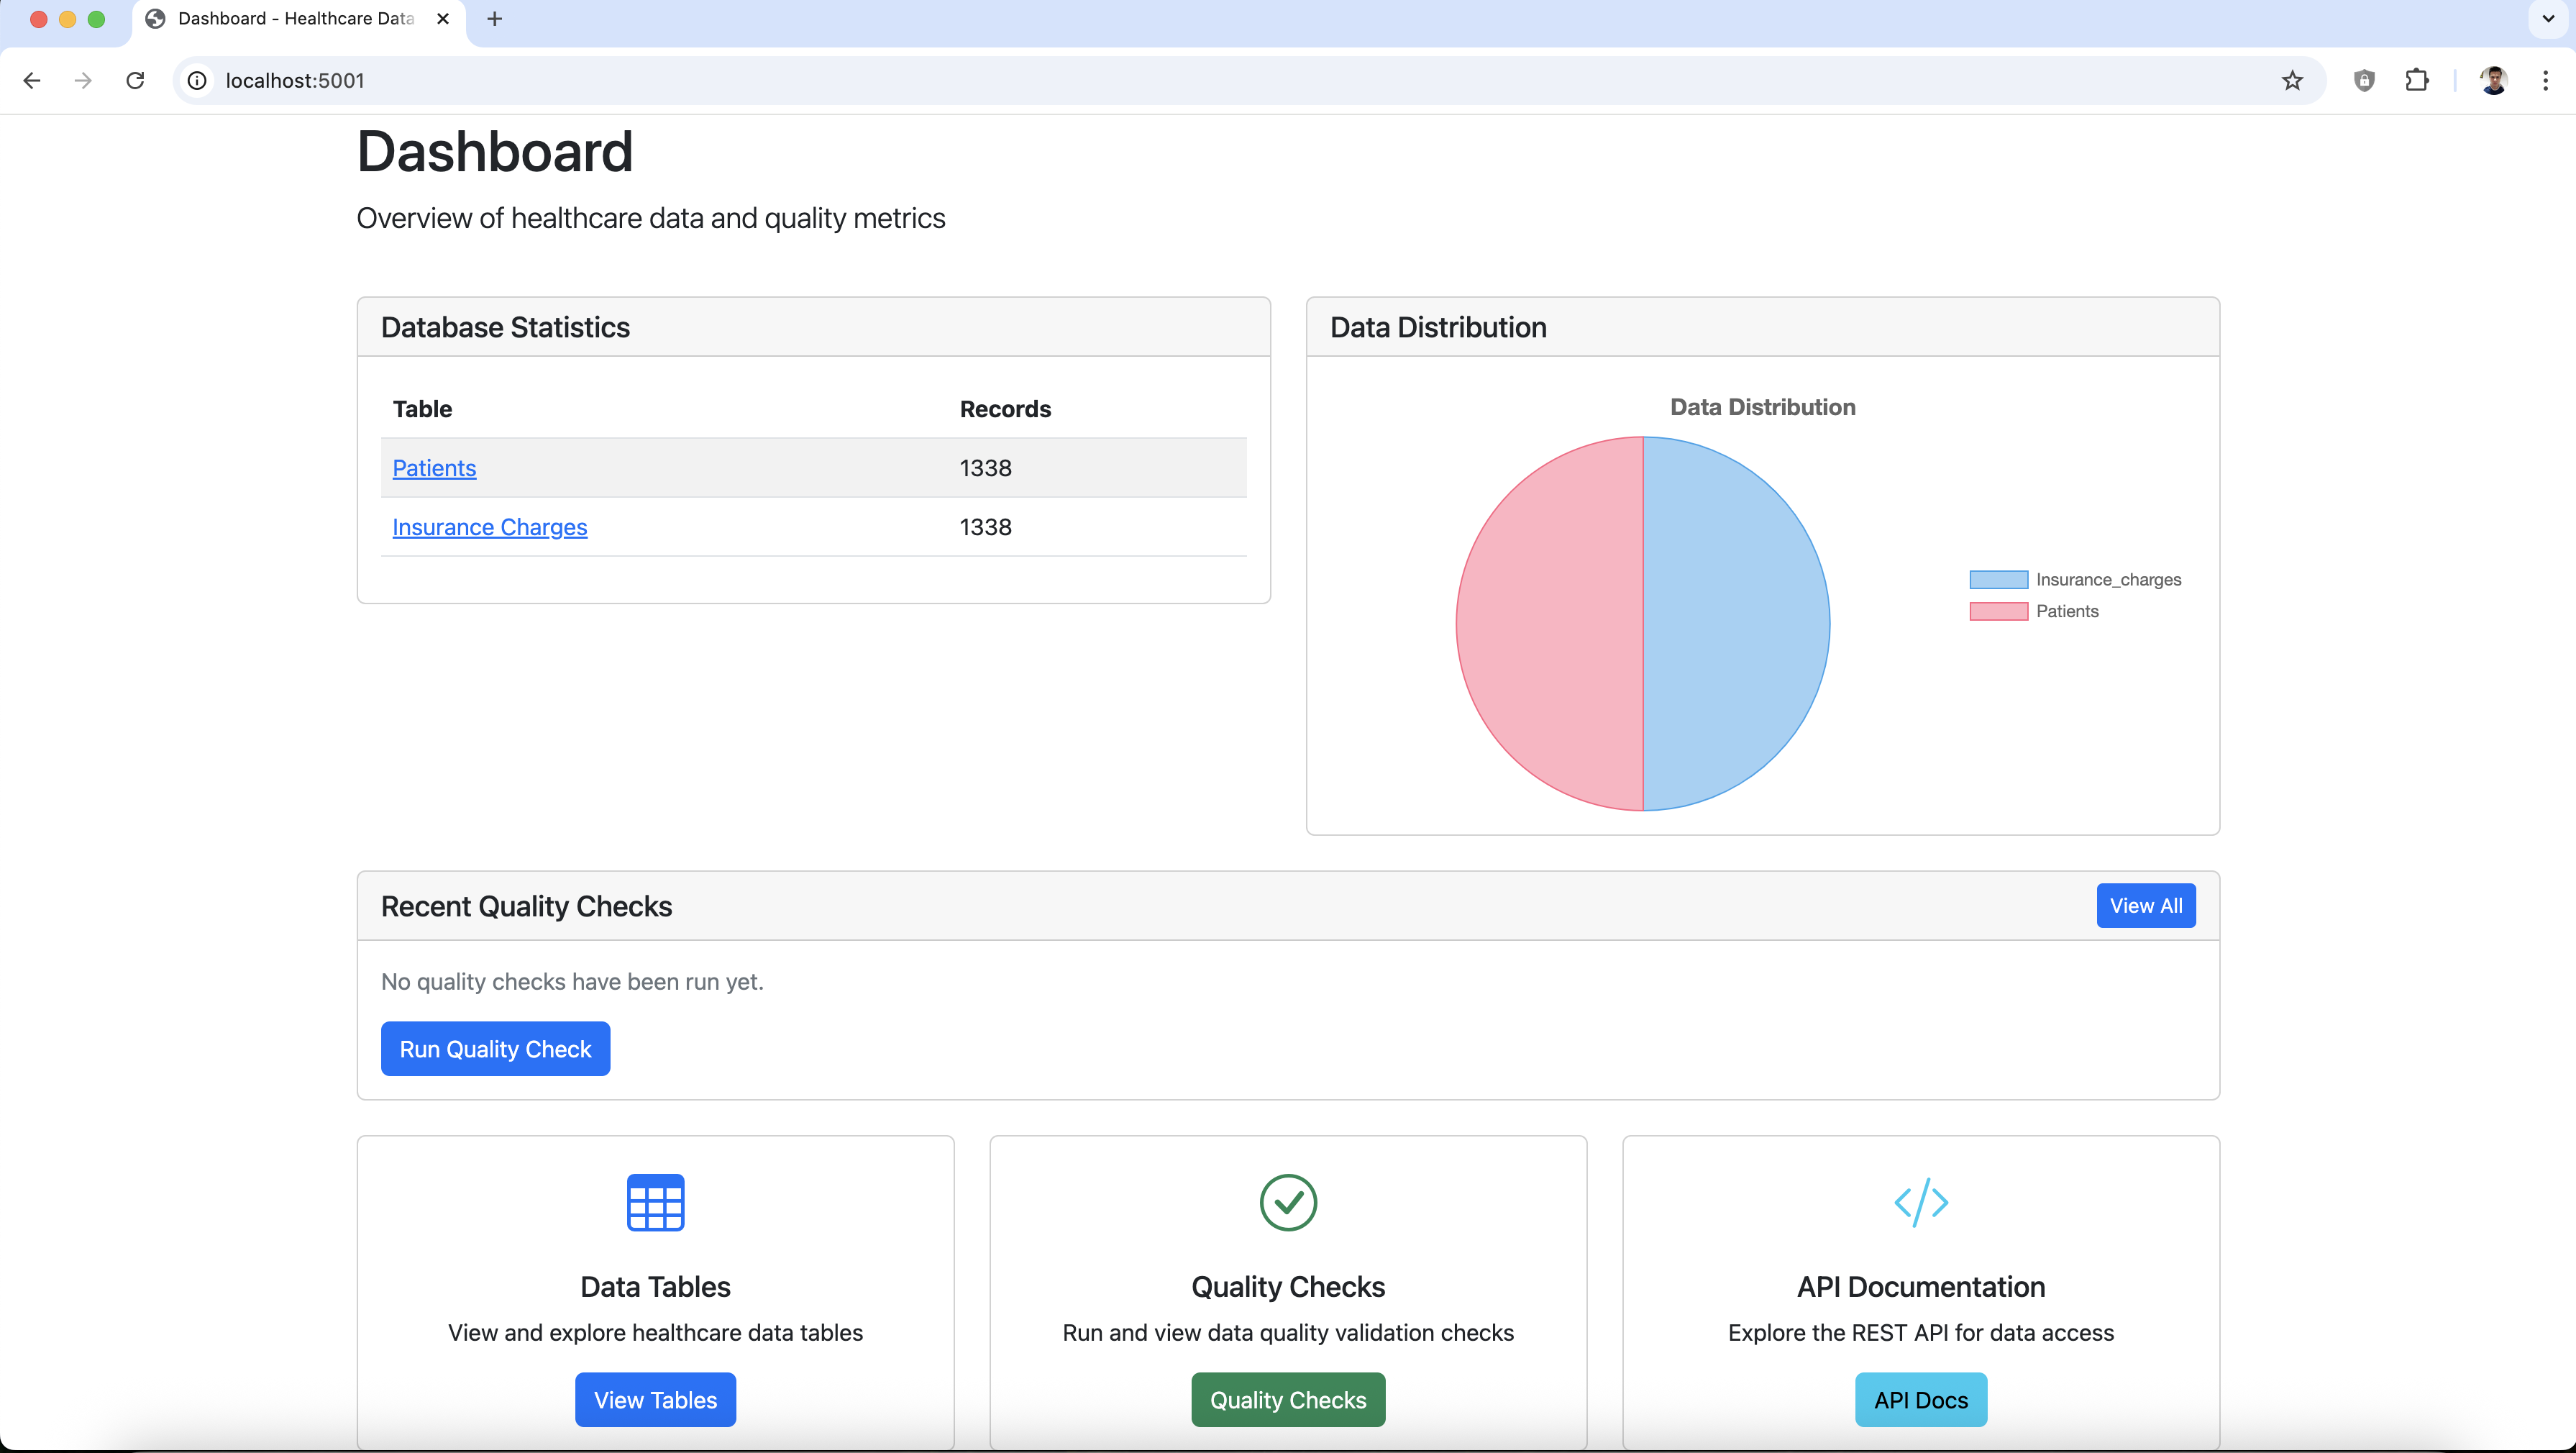 Dashboard - Healthcare Data
localhost:5001
Dashboard
Overview of healthcare data and quality metrics
Database Statistics
Table Records
Patients 1338
Insurance Charges 1338
Data Distribution
Data Distribution
Insurance_charges
Patients
Recent Quality Checks
View All
No quality checks have been run yet.
Run Quality Check
Data Tables
View and explore healthcare data tables
View Tables
Quality Checks
Run and view data quality validation checks
Quality Checks
API Documentation
Explore the REST API for data access
API Docs